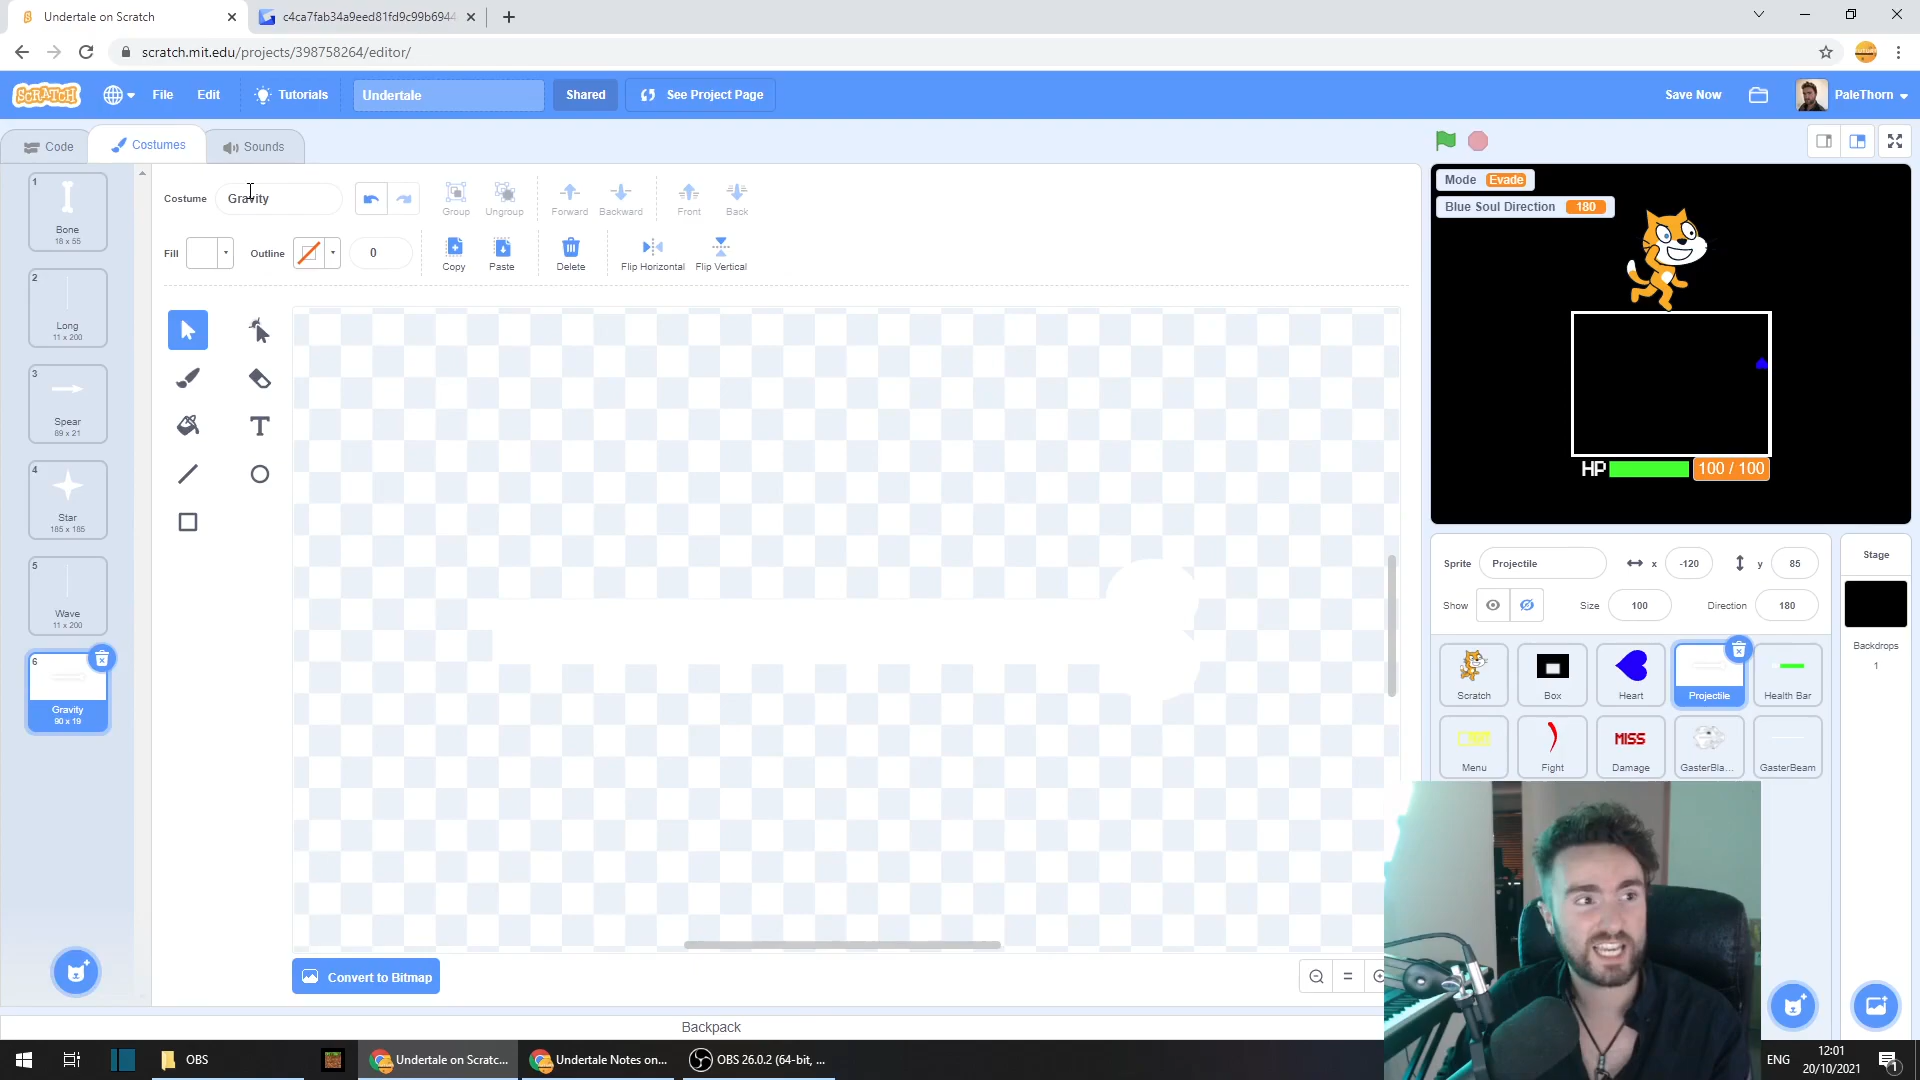 Undertale on Scratch
c4ca7fab34a9eed81fd9c99b6944
scratch.mit.edu/projects/398758264/editor/
SCRATCH
File
Edit
Tutorials
Undertale
Shared
See Project Page
Save Now
PaleThorn
Code
Costumes
Sounds
1
Bone
18 x 55
2
Long
11 x 200
3
Spear
89 x 21
4
Star
185 x 185
5
Wave
11 x 200
6
Gravity
90 x 19
Costume
Gravity
Group
Ungroup
Forward
Backward
Front
Back
Fill
Outline
0
Copy
Paste
Delete
Flip Horizontal
Flip Vertical
Convert to Bitmap
Backpack
Mode
Evade
Blue Soul Direction
180
HP
100 / 100
Sprite
Projectile
x
-120
y
85
Show
Size
100
Direction
180
Scratch
Box
Heart
Projectile
Health Bar
Menu
Fight
MISS
Damage
GasterBla...
GasterBeam
Stage
Backdrops
1
OBS
Undertale on Scratc...
Undertale Notes on...
OBS 26.0.2 (64-bit, ...
ENG
12:01
20/10/2021
1